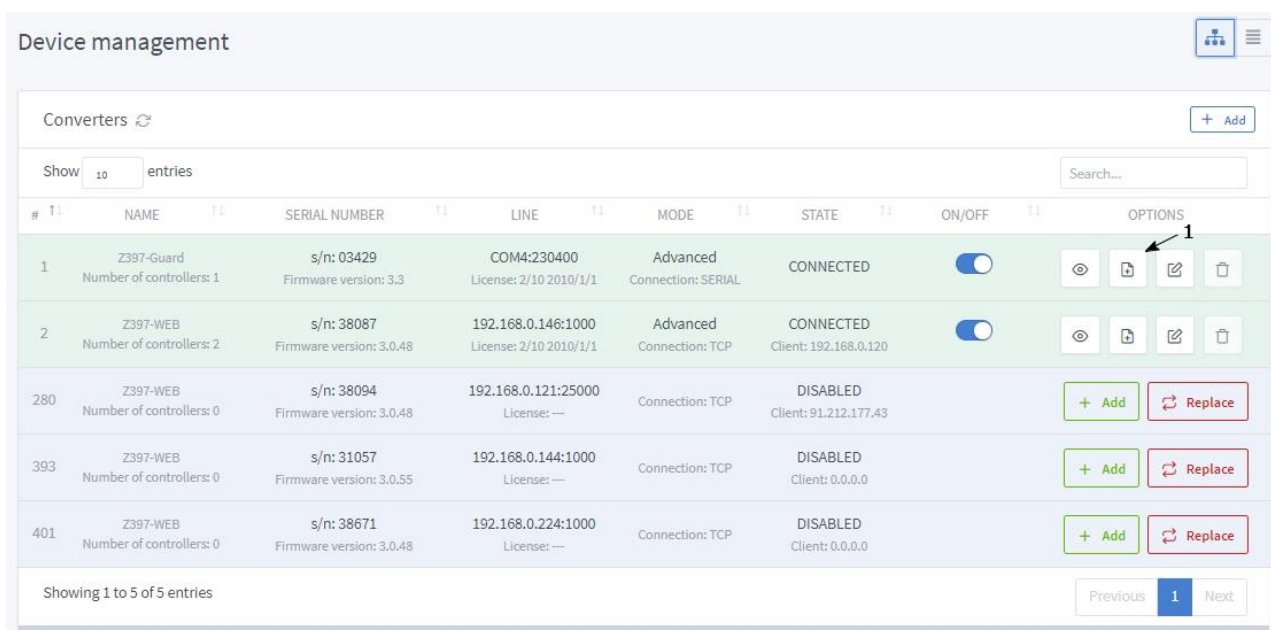 Device management
Converters
+ Add
Show 10 entries
Search...
# NAME SERIAL NUMBER LINE MODE STATE ON/OFF OPTIONS
1
1 Z397-Guard s/n: 03429 COM4:230400 Advanced CONNECTED
Number of controllers: 1 Firmware version: 3.3 License: 2/10 2010/1/1 Connection: SERIAL
2 Z397-WEB s/n: 38087 192.168.0.146:1000 Advanced CONNECTED
Number of controllers: 2 Firmware version: 3.0.48 License: 2/10 2010/1/1 Connection: TCP Client: 192.168.0.120
280 Z397-WEB s/n: 38094 192.168.0.121:25000 Connection: TCP DISABLED + Add Replace
Number of controllers: 0 Firmware version: 3.0.48 License: --- Client: 91.212.177.43
393 Z397-WEB s/n: 31057 192.168.0.144:1000 Connection: TCP DISABLED + Add Replace
Number of controllers: 0 Firmware version: 3.0.55 License: --- Client: 0.0.0.0
401 Z397-WEB s/n: 38671 192.168.0.224:1000 Connection: TCP DISABLED + Add Replace
Number of controllers: 0 Firmware version: 3.0.48 License: --- Client: 0.0.0.0
Showing 1 to 5 of 5 entries
Previous 1 Next